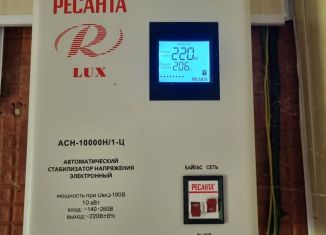 РЕСАНТА
R
LUX
220
206
РЕСАНТА
АСН-10000Н/1-Ц
АВТОМАТИЧЕСКИЙ
СТАБИЛИЗАТОР НАПРЯЖЕНИЯ
ЭЛЕКТРОННЫЙ
мощность при Uвх≥190В
10 кВт
вход: ~140÷260В
выход:~220В±8%
БАЙПАС СЕТЬ
РЕСАНТА